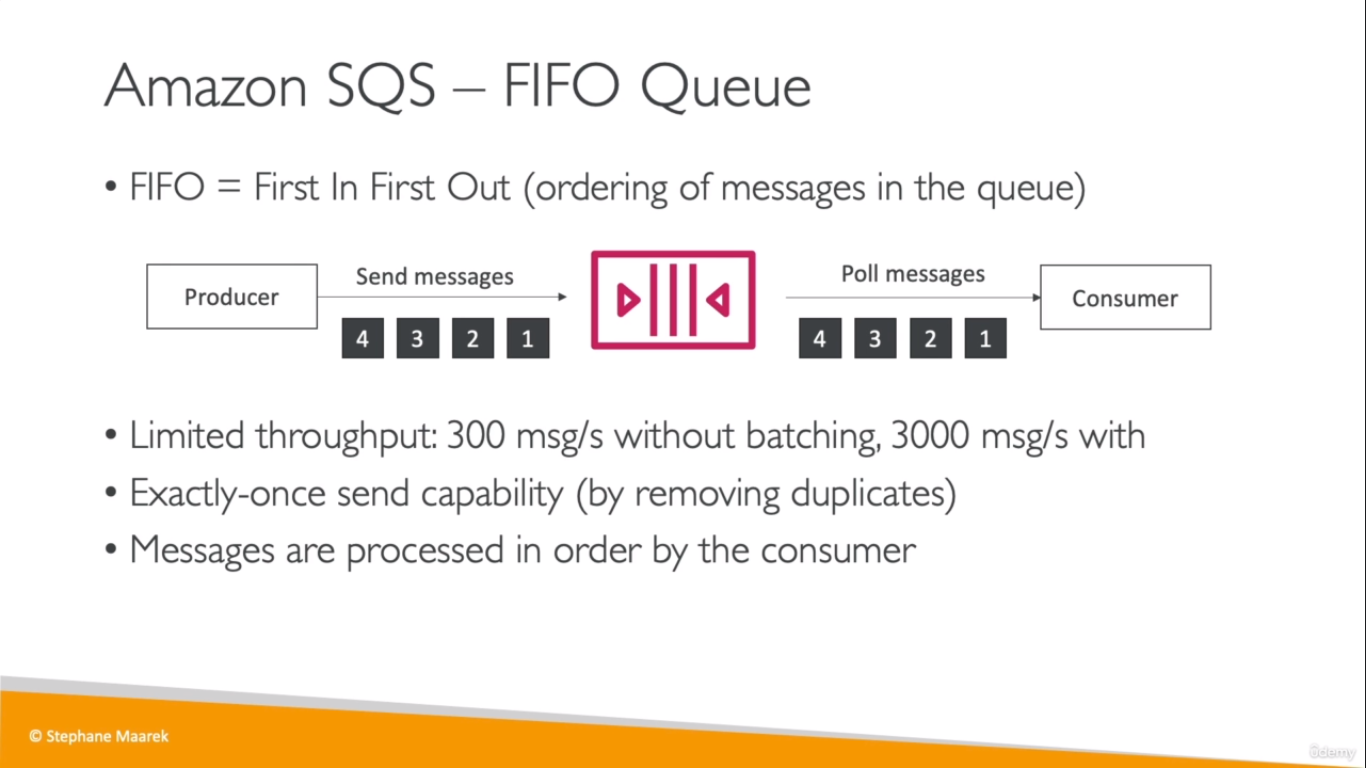 Amazon SQS – FIFO Queue
• FIFO = First In First Out (ordering of messages in the queue)
Producer
Send messages
4 3 2 1
Poll messages
4 3 2 1
Consumer
• Limited throughput: 300 msg/s without batching, 3000 msg/s with
• Exactly-once send capability (by removing duplicates)
• Messages are processed in order by the consumer
© Stephane Maarek
ûdemy